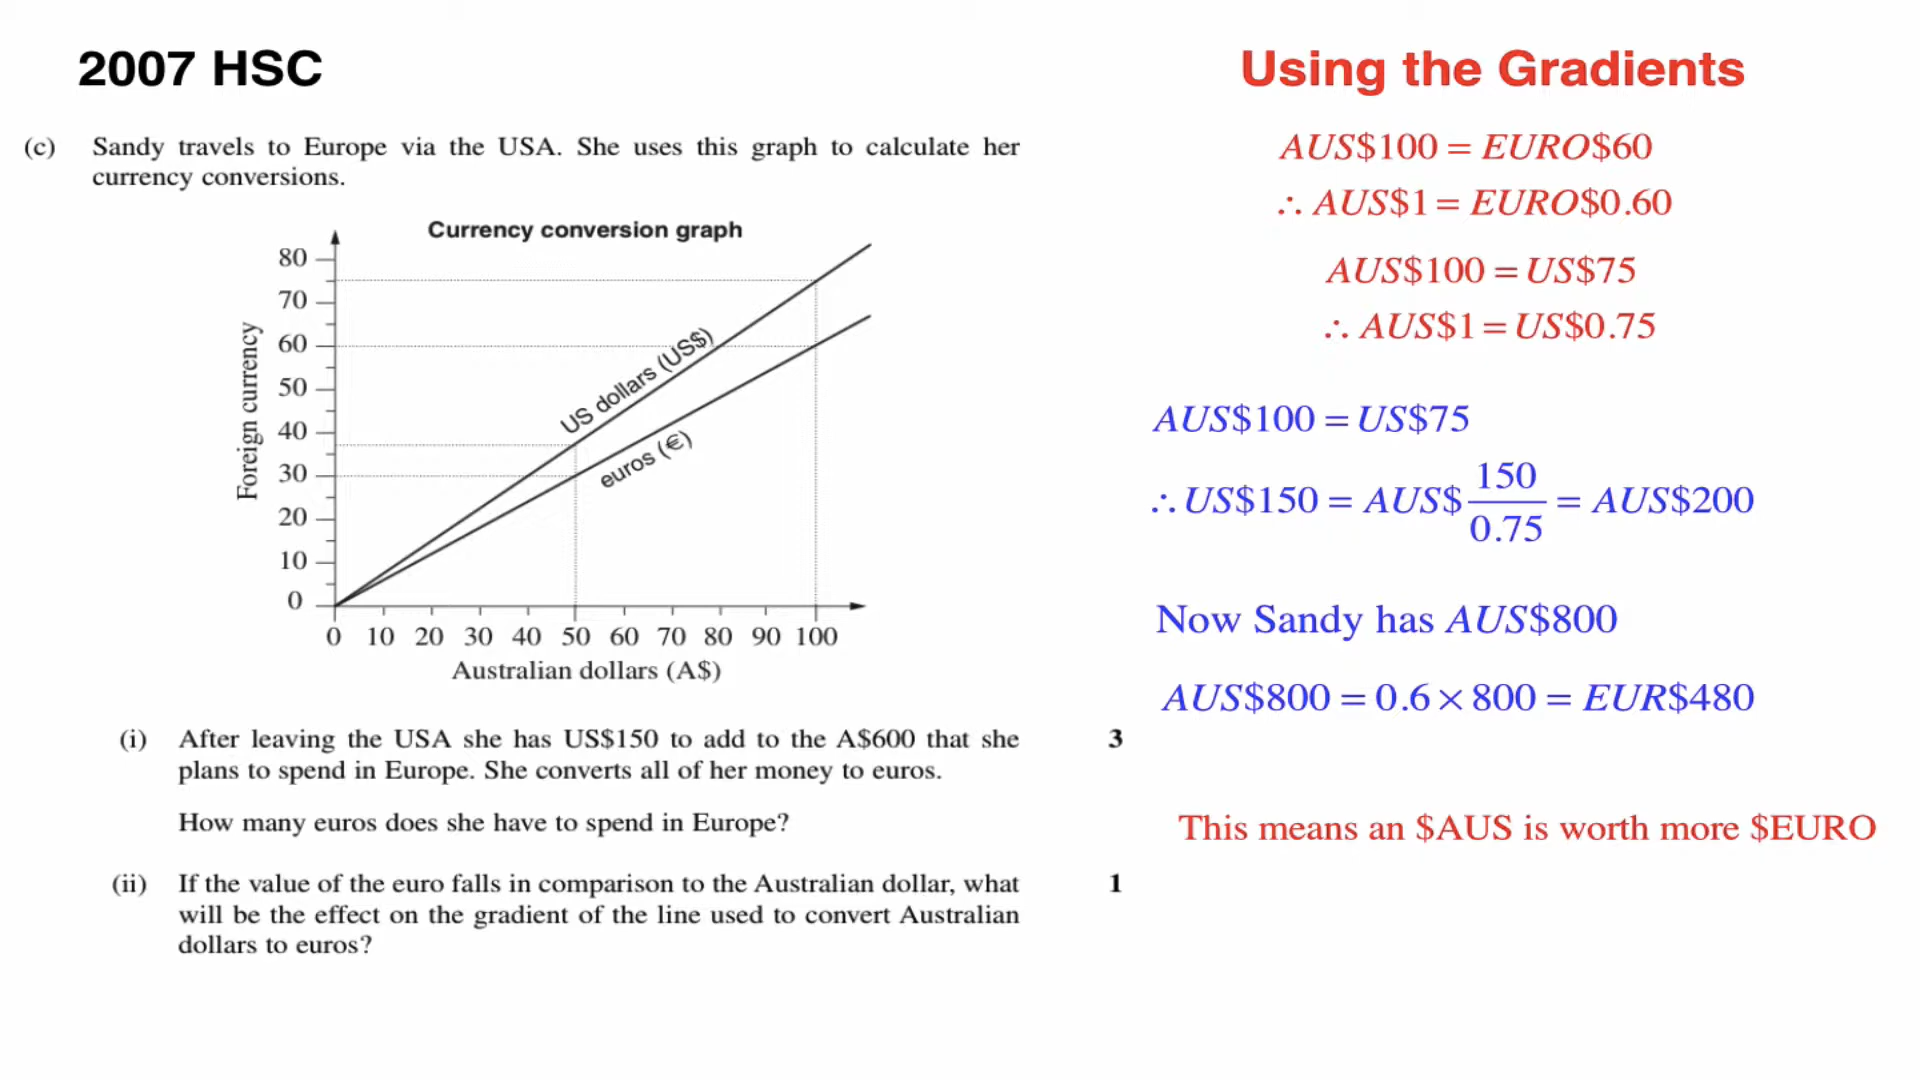 2007 HSC
(c) Sandy travels to Europe via the USA. She uses this graph to calculate her
currency conversions.
Currency conversion graph
80
70
60
50
40
30
20
10
0
Foreign currency
US dollars (US$)
euros (€)
0 10 20 30 40 50 60 70 80 90 100
Australian dollars (A$)
(i) After leaving the USA she has US$150 to add to the A$600 that she
plans to spend in Europe. She converts all of her money to euros.
3
How many euros does she have to spend in Europe?
(ii) If the value of the euro falls in comparison to the Australian dollar, what
will be the effect on the gradient of the line used to convert Australian
dollars to euros?
1
Using the Gradients
AUS$100 = EURO$60
∴ AUS$1 = EURO$0.60
AUS$100 = US$75
∴ AUS$1 = US$0.75
AUS$100 = US$75
∴ US$150 = AUS$ 150/0.75 = AUS$200
Now Sandy has AUS$800
AUS$800 = 0.6 × 800 = EUR$480
This means an $AUS is worth more $EURO